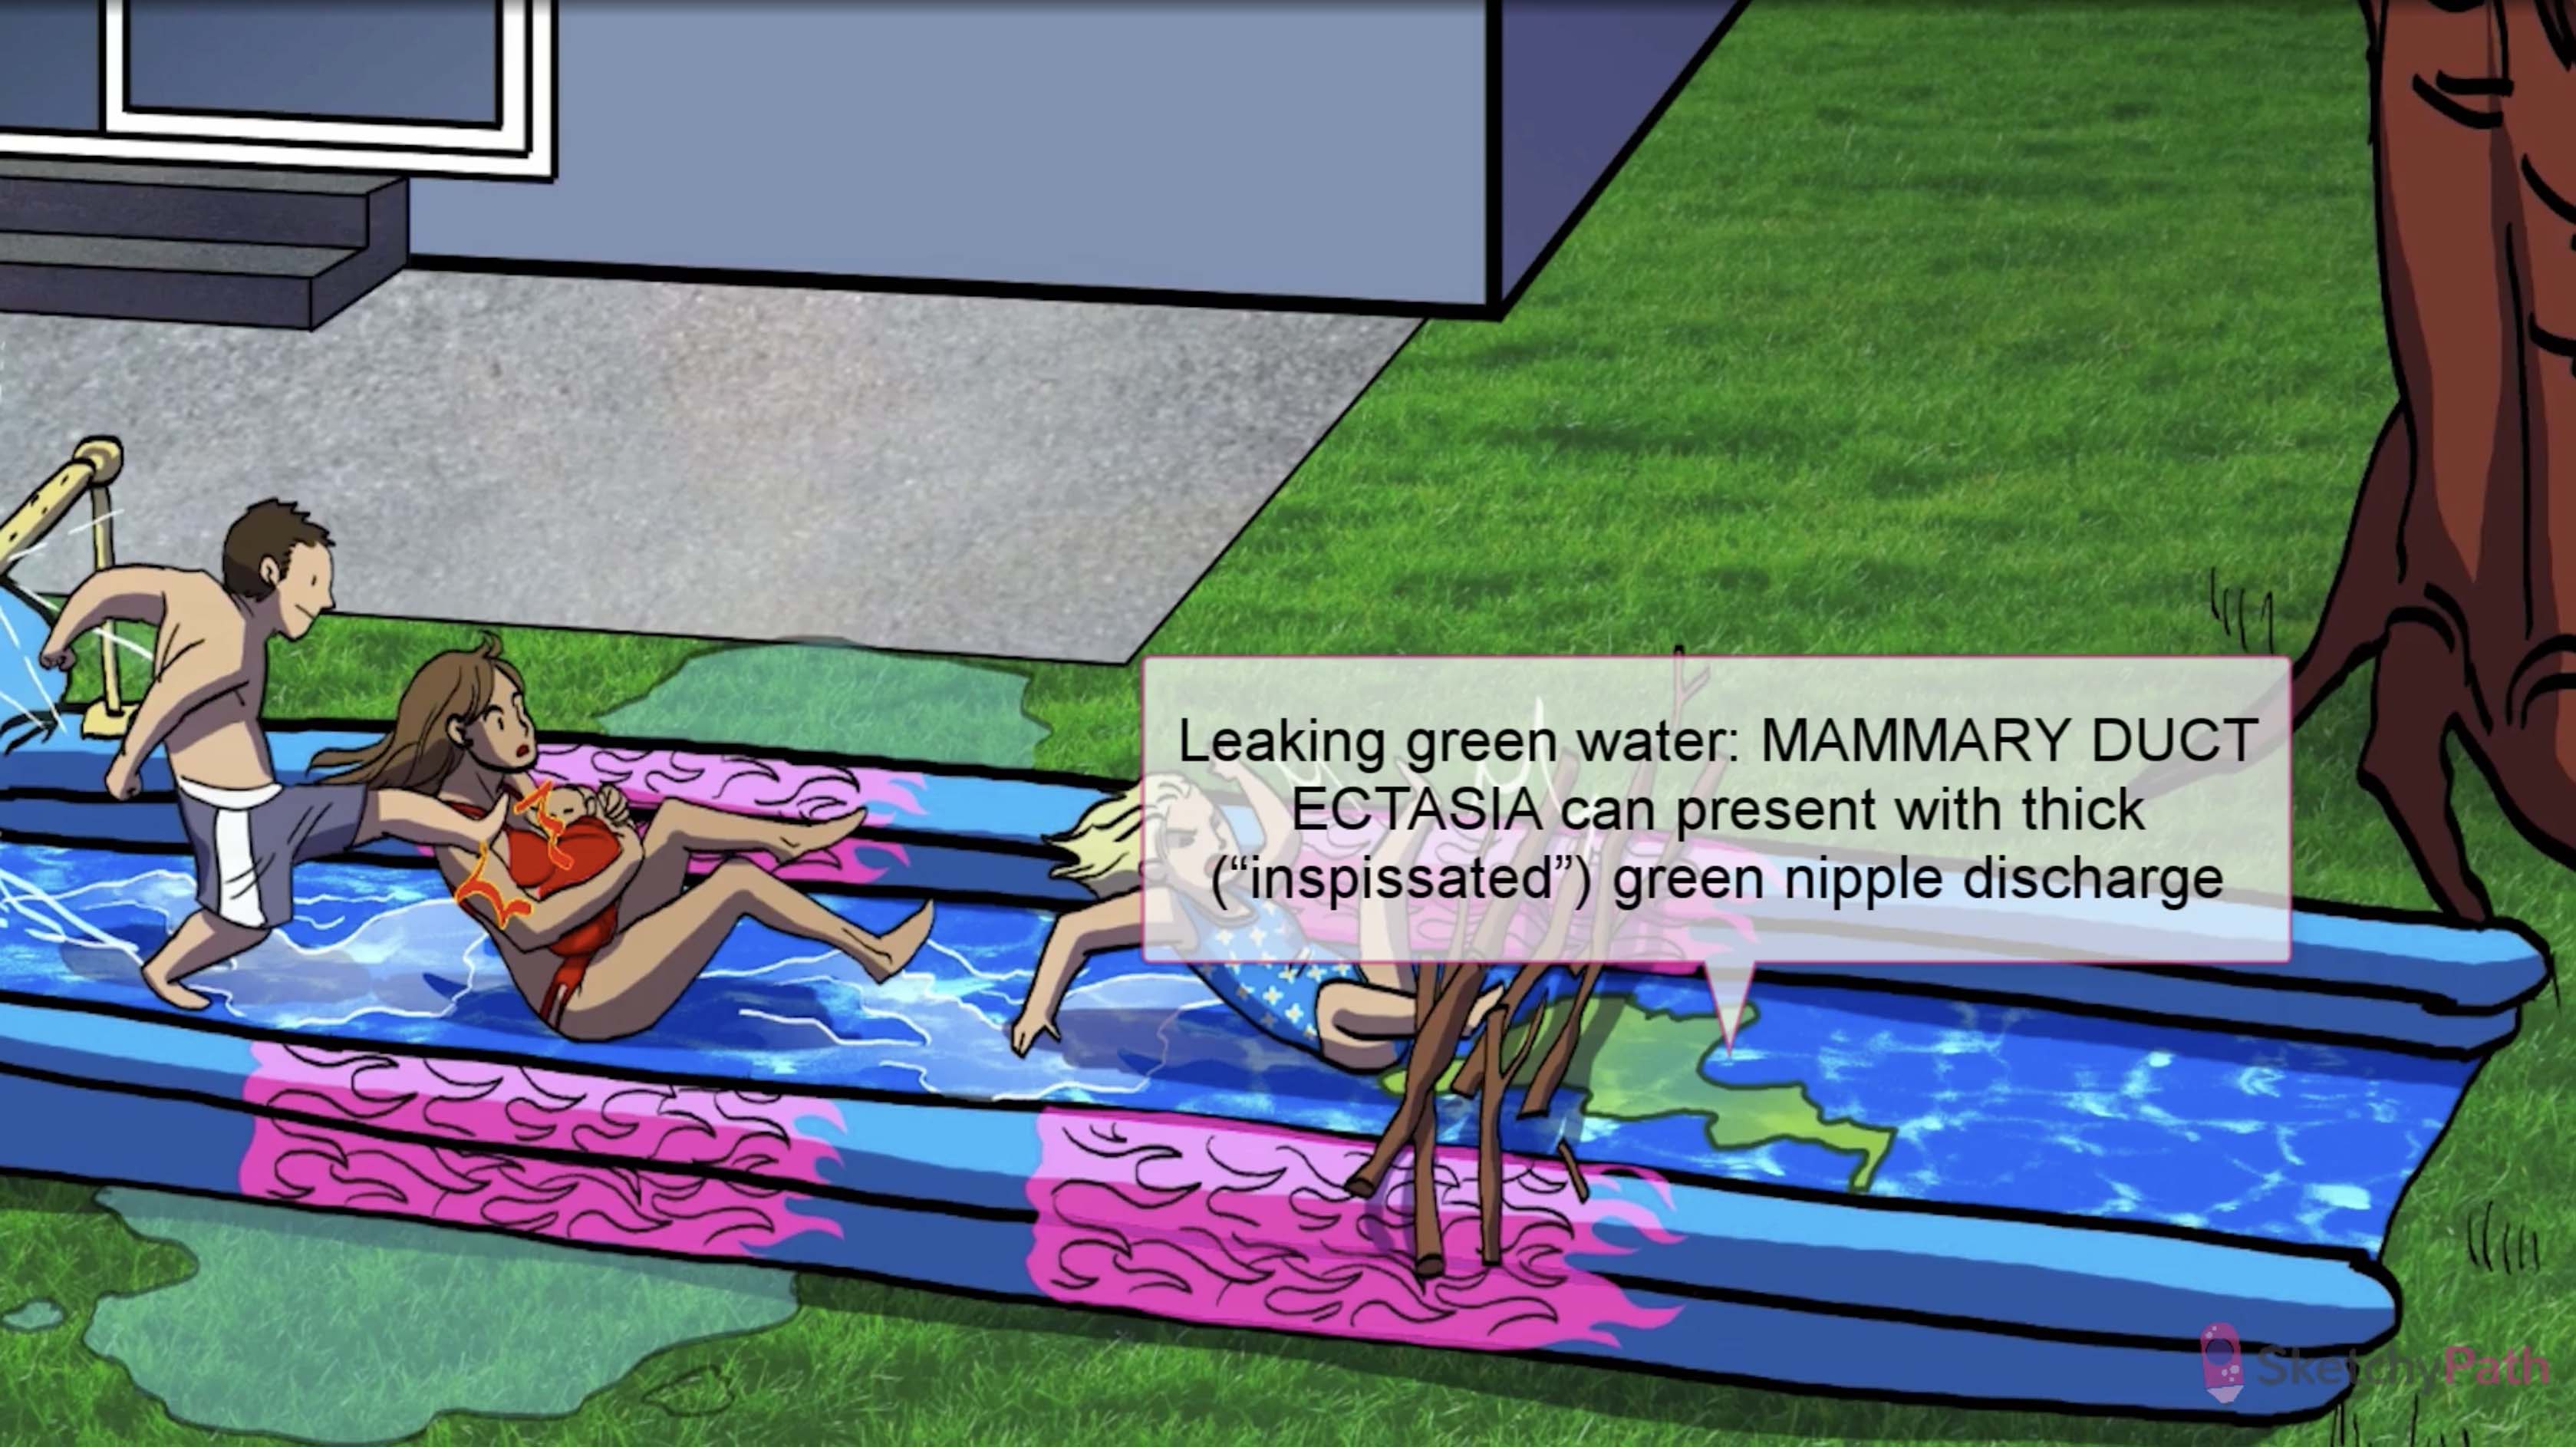 Leaking green water: MAMMARY DUCT
ECTASIA can present with thick
(“inspissated”) green nipple discharge
SketchyPath